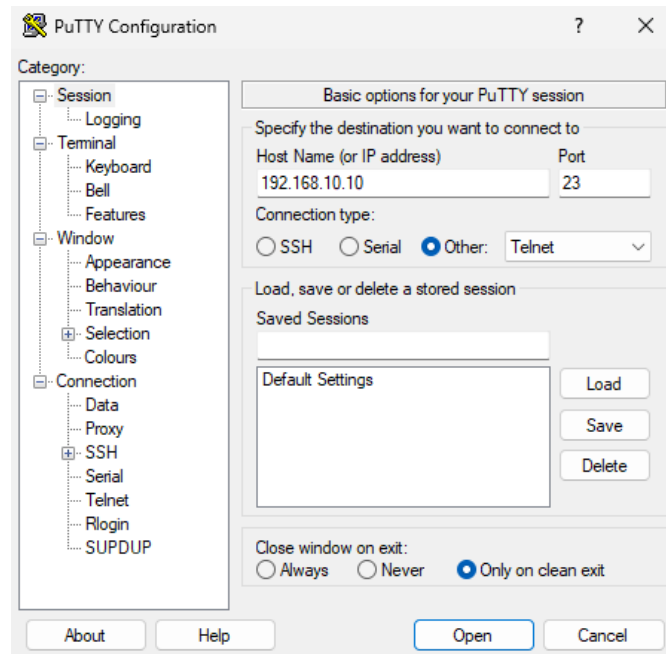 PuTTY Configuration
?
Category:
Session
Logging
Terminal
Keyboard
Bell
Features
Window
Appearance
Behaviour
Translation
Selection
Colours
Connection
Data
Proxy
SSH
Serial
Telnet
Rlogin
SUPDUP
Basic options for your PuTTY session
Specify the destination you want to connect to
Host Name (or IP address) Port
192.168.10.10 23
Connection type:
SSH Serial Other: Telnet
Load, save or delete a stored session
Saved Sessions
Default Settings
Load
Save
Delete
Close window on exit:
Always Never Only on clean exit
About Help Open Cancel